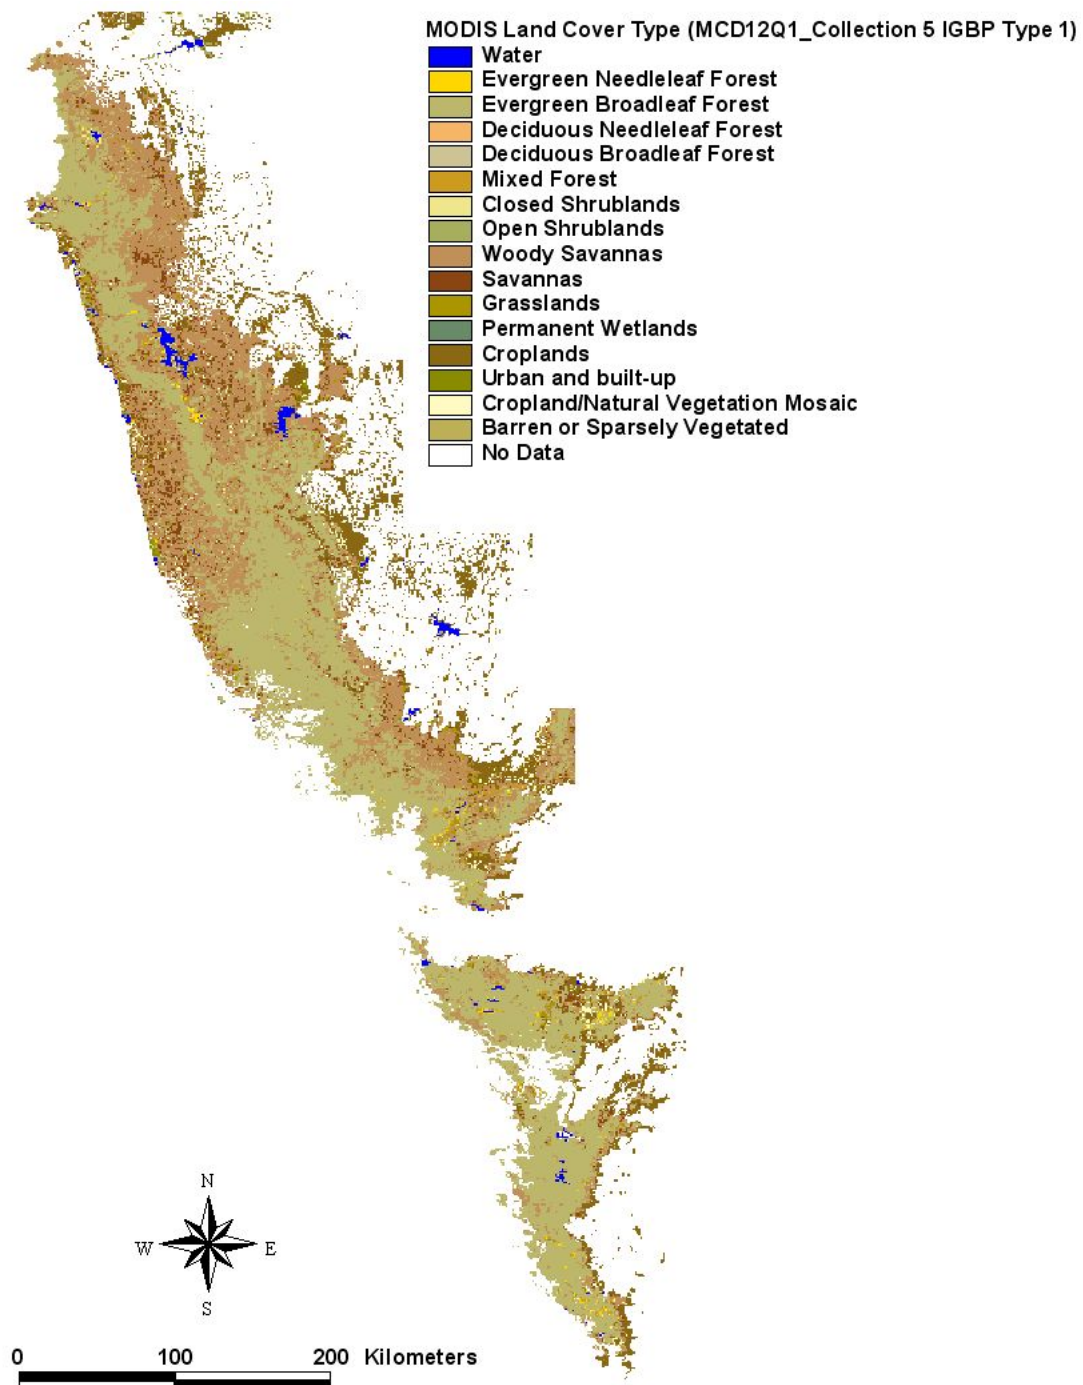 MODIS Land Cover Type (MCD12Q1_Collection 5 IGBP Type 1)
Water
Evergreen Needleleaf Forest
Evergreen Broadleaf Forest
Deciduous Needleleaf Forest
Deciduous Broadleaf Forest
Mixed Forest
Closed Shrublands
Open Shrublands
Woody Savannas
Savannas
Grasslands
Permanent Wetlands
Croplands
Urban and built-up
Cropland/Natural Vegetation Mosaic
Barren or Sparsely Vegetated
No Data
N
W E
S
0 100 200 Kilometers